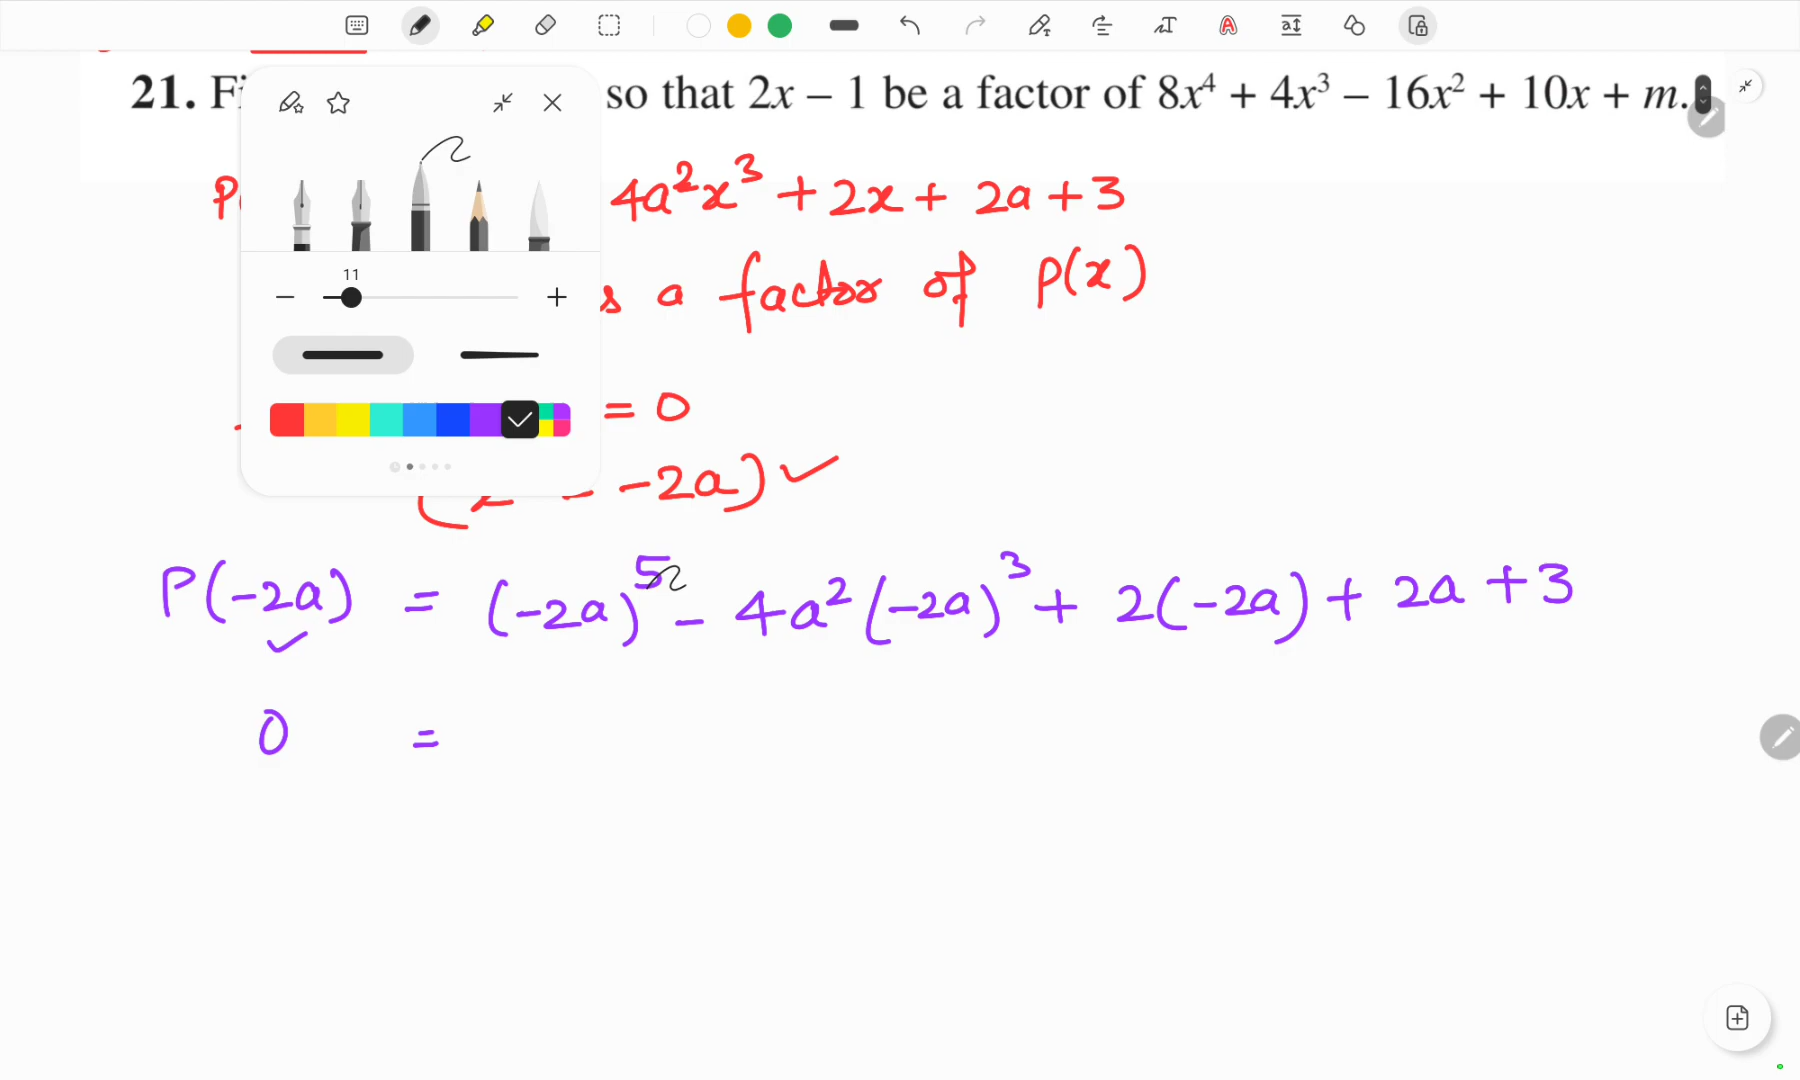 21. Fi so that 2x – 1 be a factor of 8x⁴ + 4x³ – 16x² + 10x + m.
P( 4a²x³ + 2x + 2a + 3
s a factor of P(x)
11
= 0
= -2a) ✓
P(-2a) = (-2a)⁵ - 4a²(-2a)³ + 2(-2a) + 2a + 3
✓
0 =